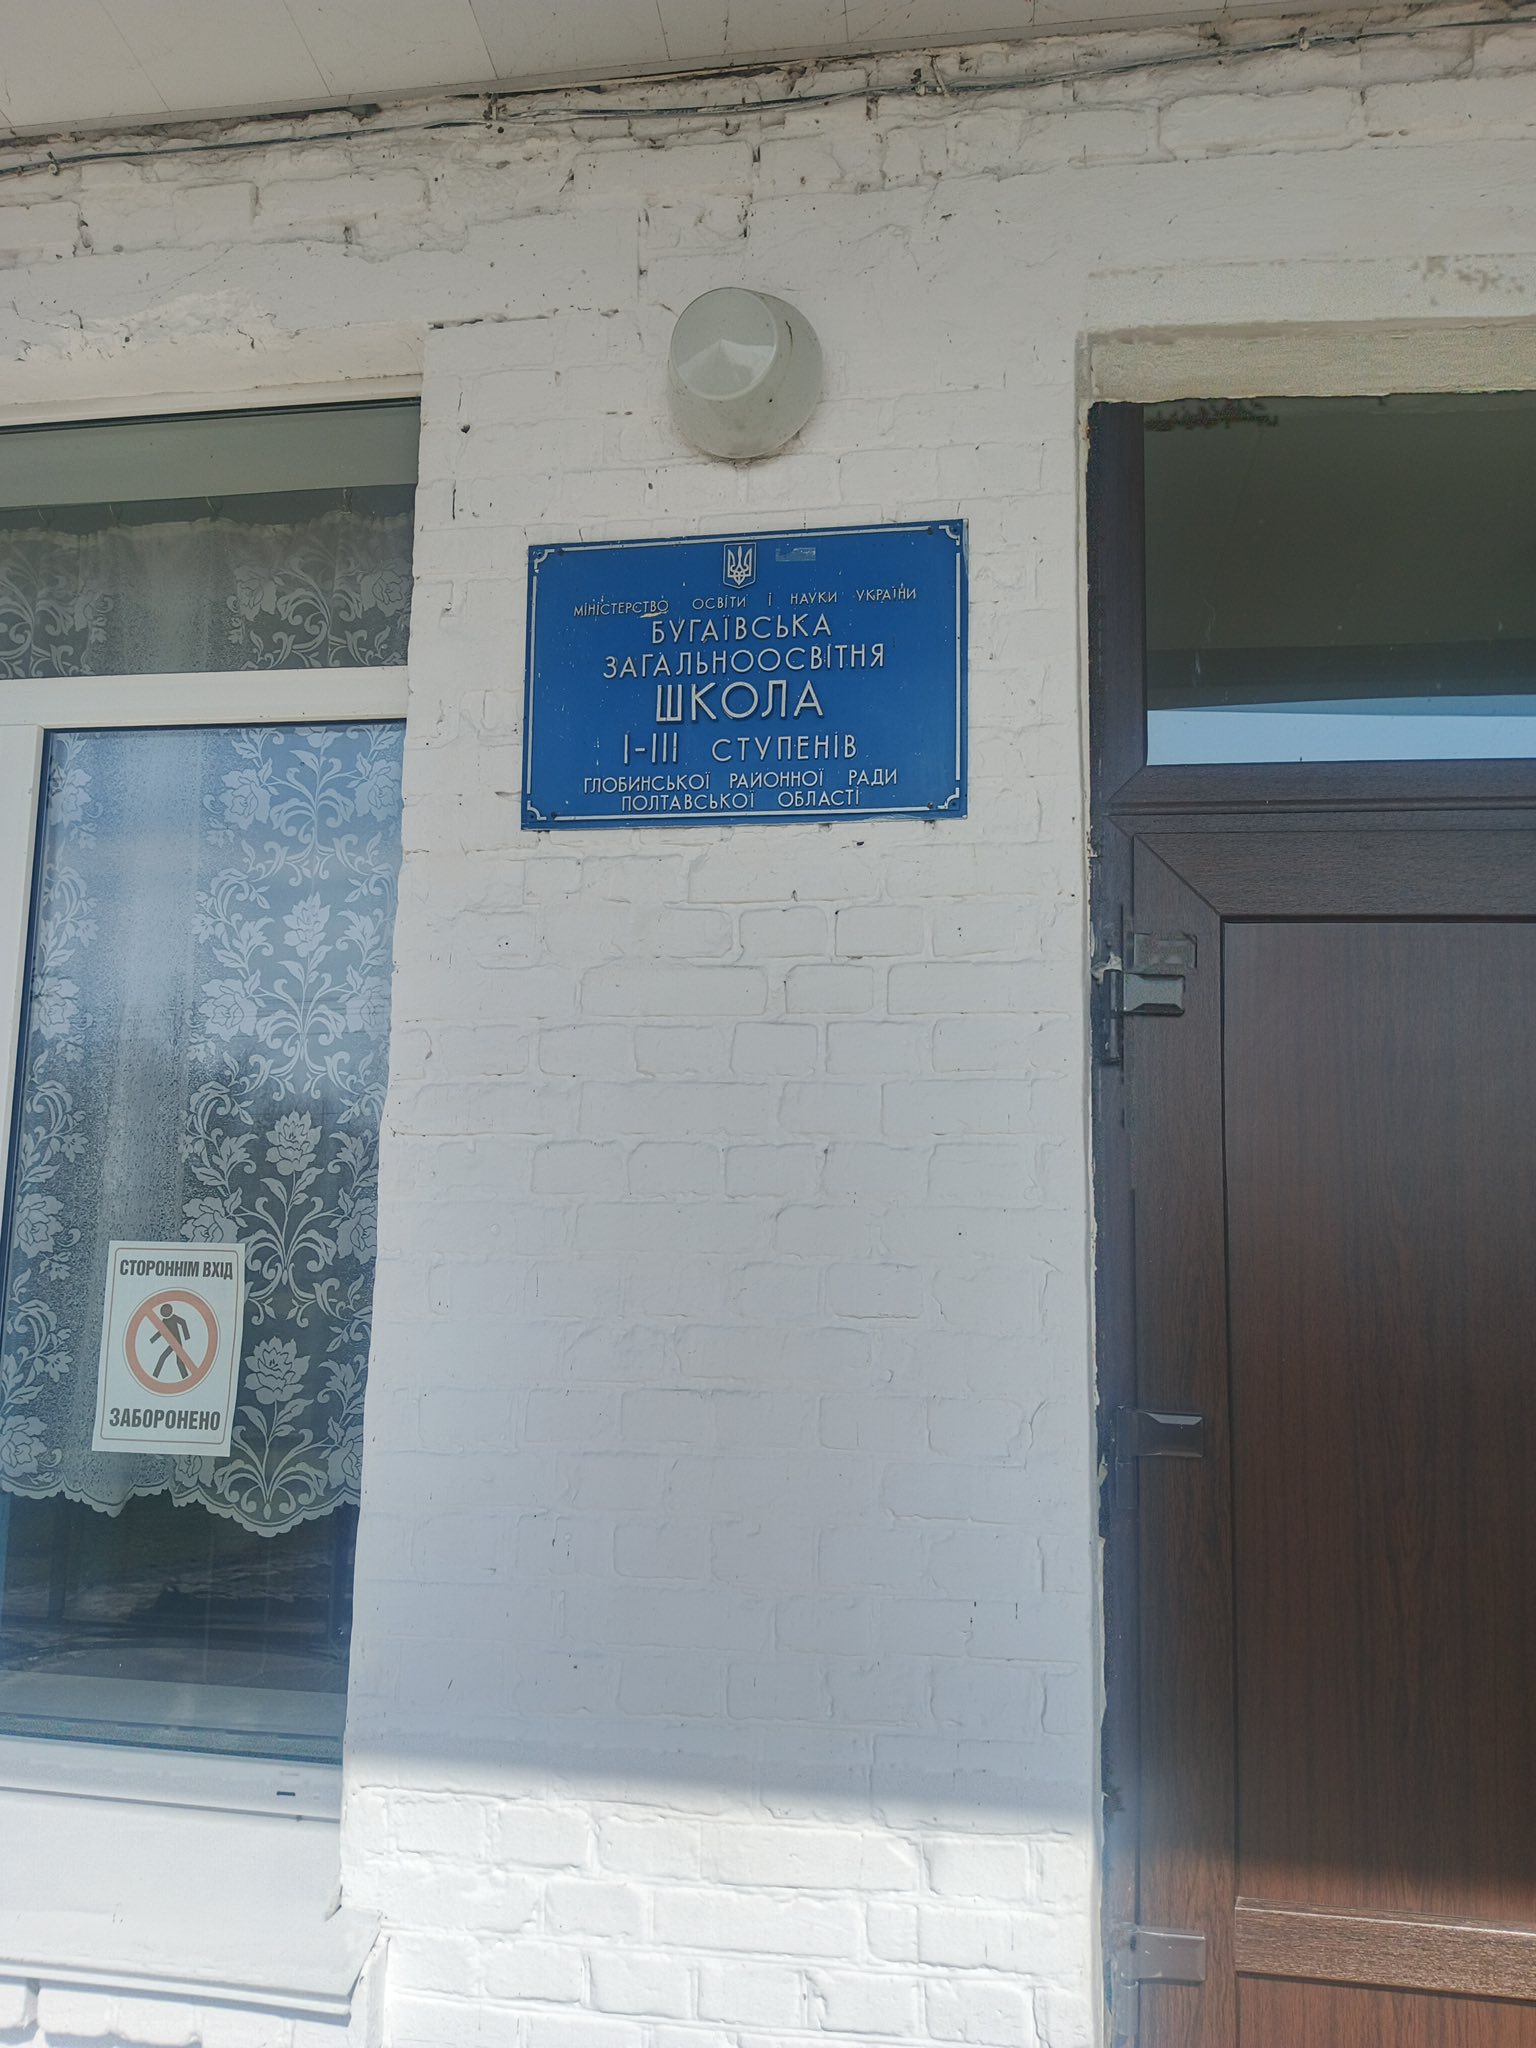 МІНІСТЕРСТВО ОСВІТИ І НАУКИ УКРАЇНИ
БУГАЇВСЬКА
ЗАГАЛЬНООСВІТНЯ
ШКОЛА
І-ІІІ СТУПЕНІВ
ГЛОБИНСЬКОЇ РАЙОННОЇ РАДИ
ПОЛТАВСЬКОЇ ОБЛАСТІ
СТОРОННІМ ВХІД
ЗАБОРОНЕНО